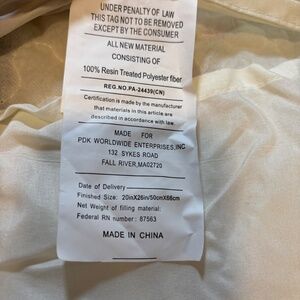 UNDER PENALTY OF LAW
THIS TAG NOT TO BE REMOVED
EXCEPT BY THE CONSUMER
ALL NEW MATERIAL
CONSISTING OF
100% Resin Treated Polyester fiber
REG.NO.PA-24439(CN)
Certification is made by the manufacturer
that materials in this article are
described in accordance with law.
MADE FOR
PDK WORLDWIDE ENTERPRISES,INC
132 SYKES ROAD
FALL RIVER,MA02720
Date of Delivery
Finished Size: 20inX26in/50cmX66cm
Net Weight of filling material:
Federal RN number: 87563
MADE IN CHINA